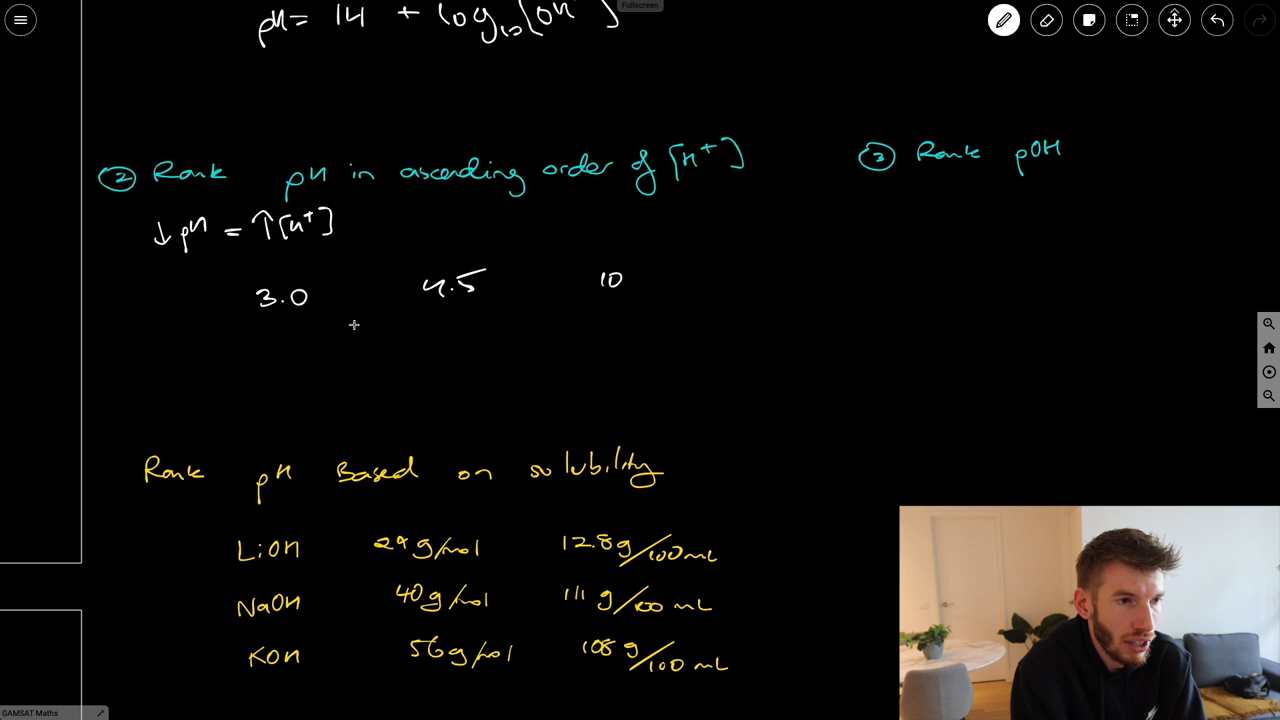 Fullscreen
pH = 14 + log₁₀[OH⁻]
② Rank pH in ascending order of [H⁺]
③ Rank pOH
↓ pH = ↑[H⁺]
3.0 4.5 10
Rank pH Based on solubility
LiOH 24 g/mol 12.8 g/100 mL
NaOH 40 g/mol 111 g/100 mL
KOH 56 g/mol 108 g/100 mL
GAMSAT Maths